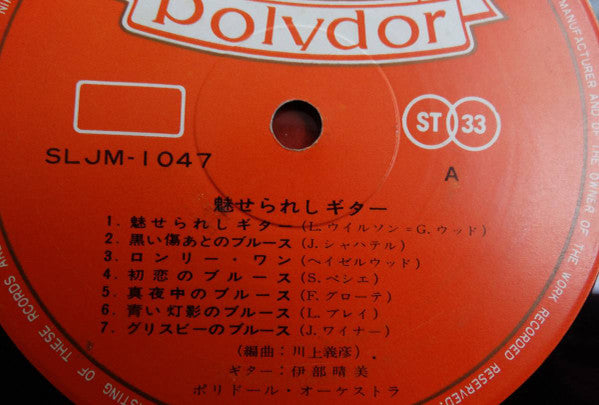 polydor
ST 33
SLJM-1047
A
魅せられしギター
1. 魅せられしギター(L.ウイルソン=G.ウッド)
2. 黒い傷あとのブルース(J.シャハテル)
3. ロンリー・ワン(ヘイゼルウッド)
4. 初恋のブルース(S.ベシエ)
5. 真夜中のブルース(F.グローテ)
6. 青い灯影のブルース(L.ブレイ)
7. グリスビーのブルース(J.ワイナー)
(編曲:川上義彦)
ギター:伊部晴美
ポリドール・オーケストラ
MANUFACTURER AND OF THE OWNER OF THE WORK RECORDED RESERVED
STING OF THESE RCORDS AR